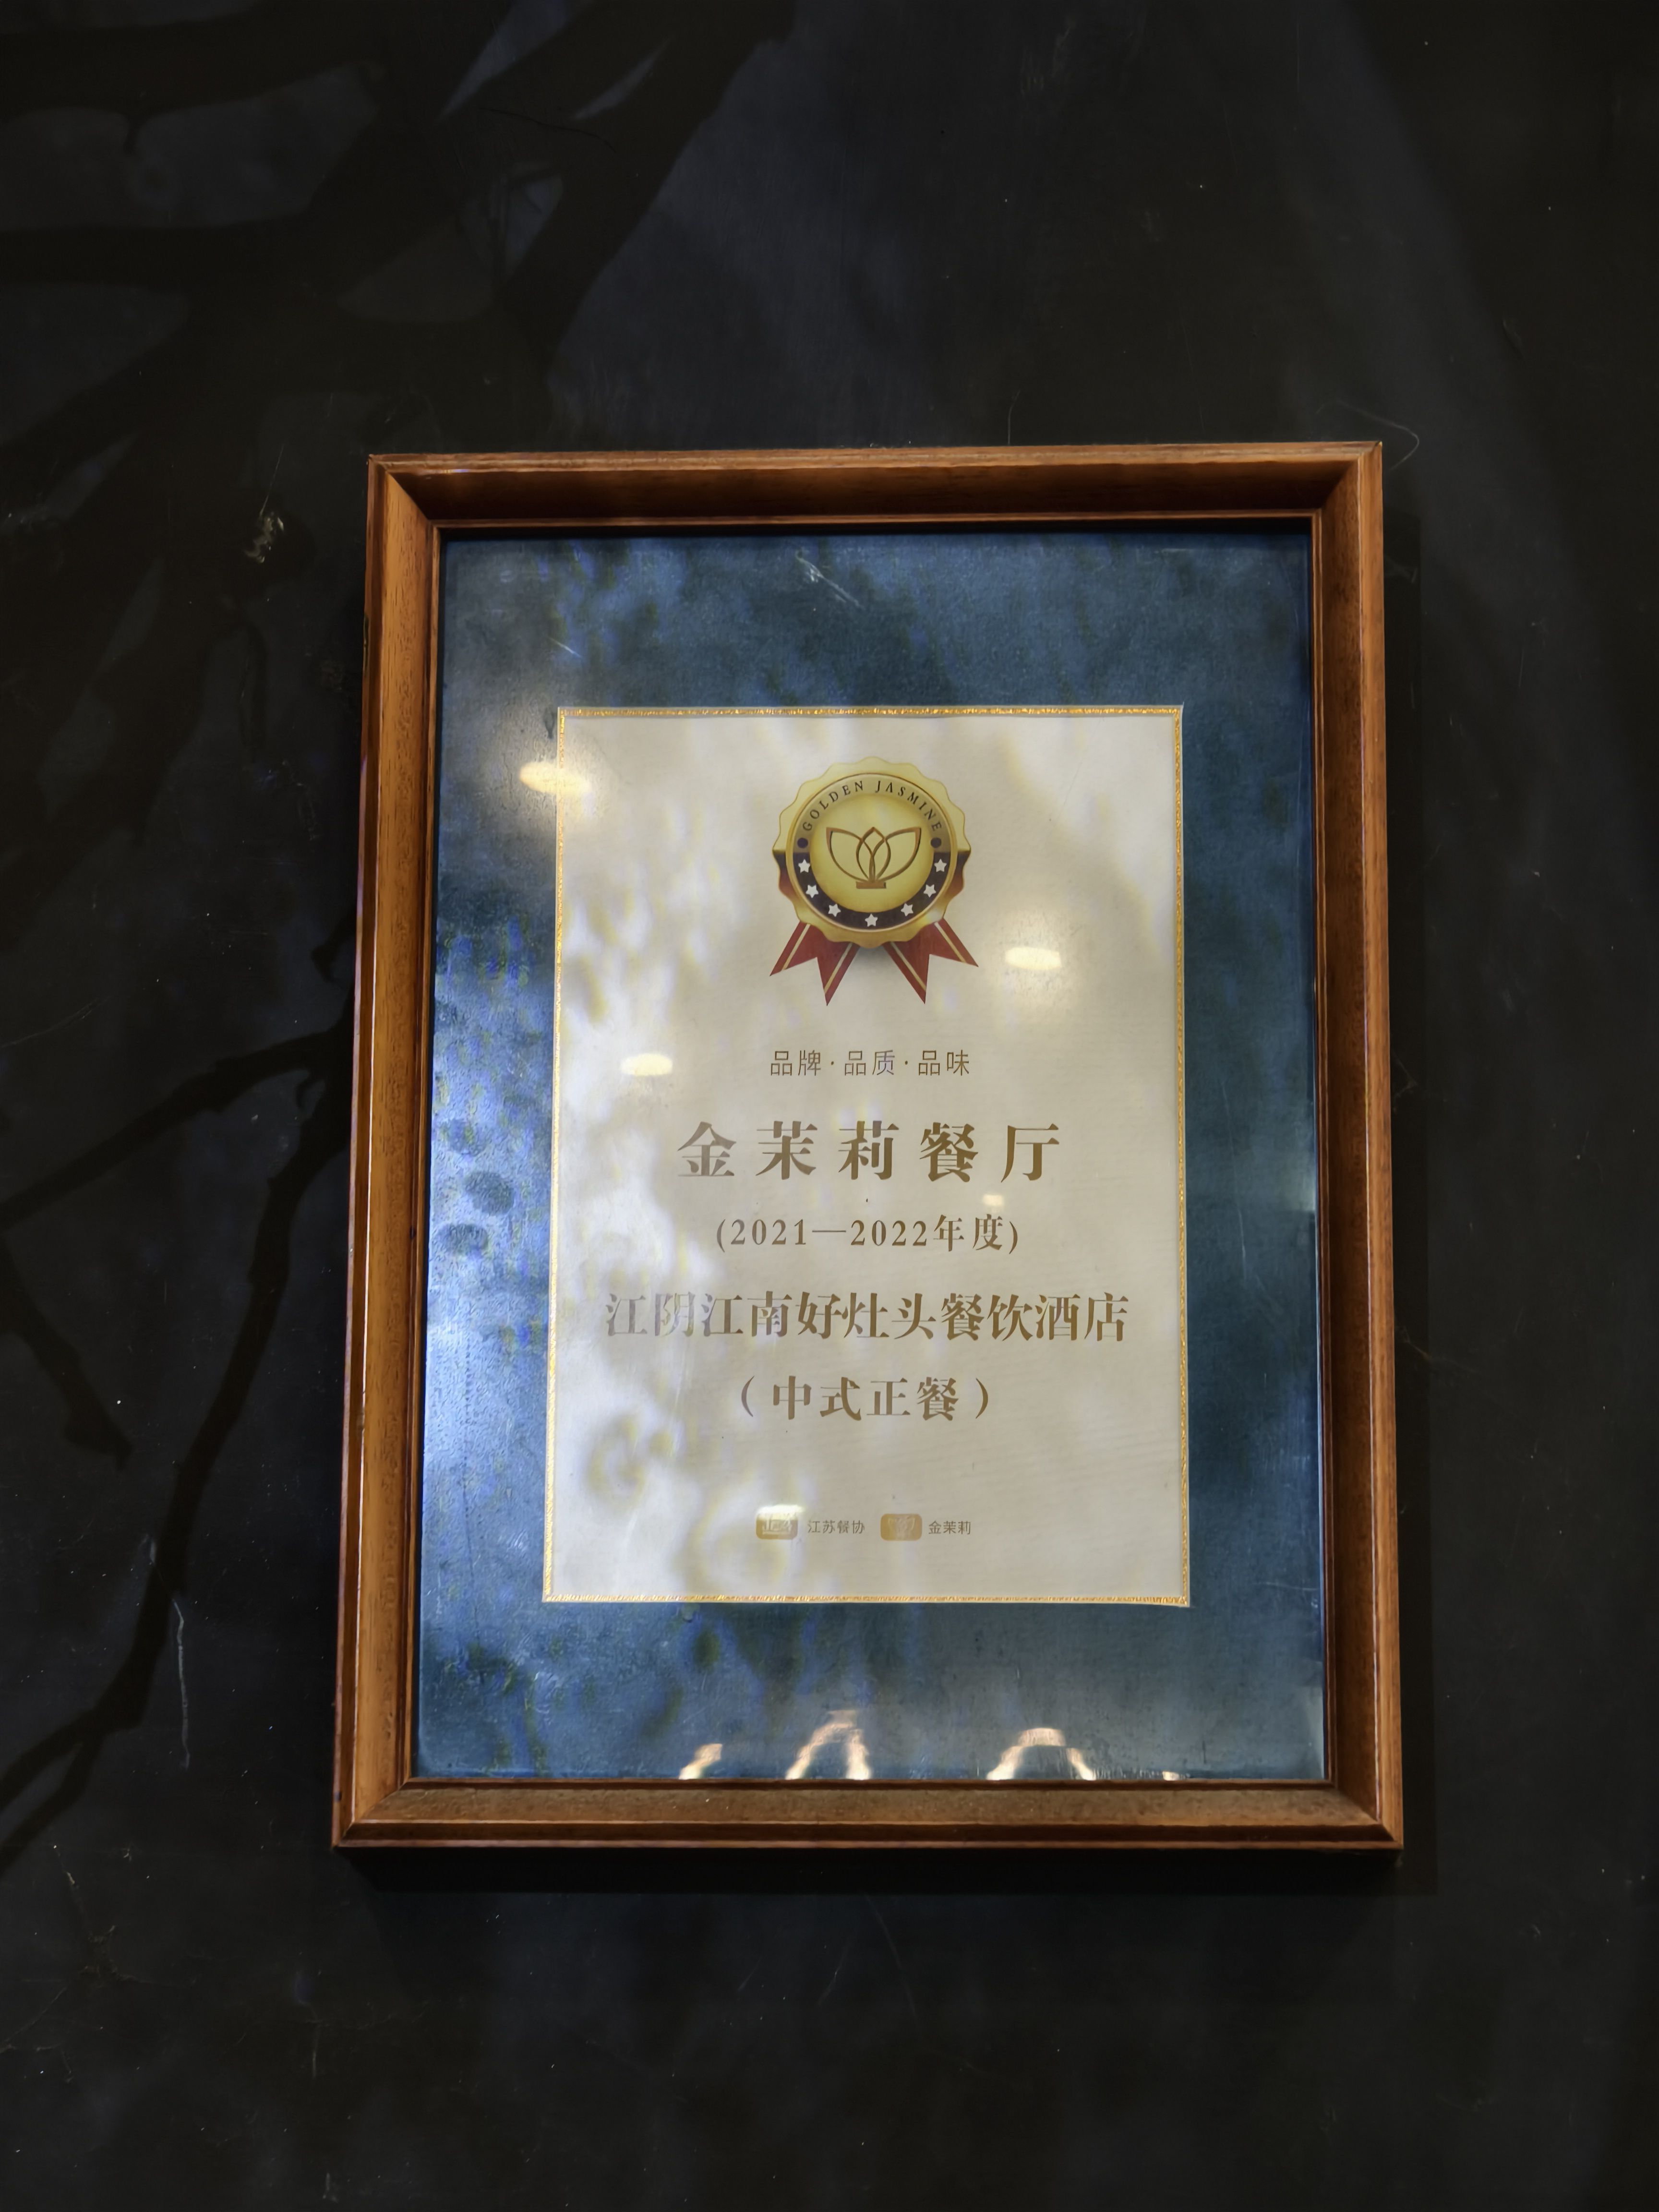 GOLDEN JASMINE
品牌·品质·品味
金茉莉餐厅
(2021—2022年度)
江阴江南好灶头餐饮酒店
（中式正餐）
江苏餐协 金茉莉